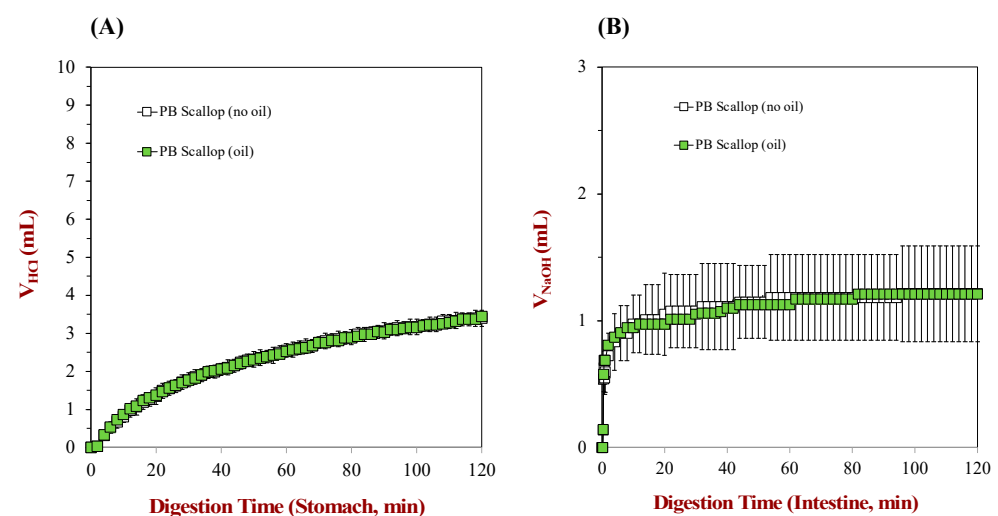 (A)
10
9
8
7
6
5
4
3
2
1
0
V_HCl (mL)
PB Scallop (no oil)
PB Scallop (oil)
0 20 40 60 80 100 120
Digestion Time (Stomach, min)
(B)
3
2
1
0
V_NaOH (mL)
PB Scallop (no oil)
PB Scallop (oil)
0 20 40 60 80 100 120
Digestion Time (Intestine, min)